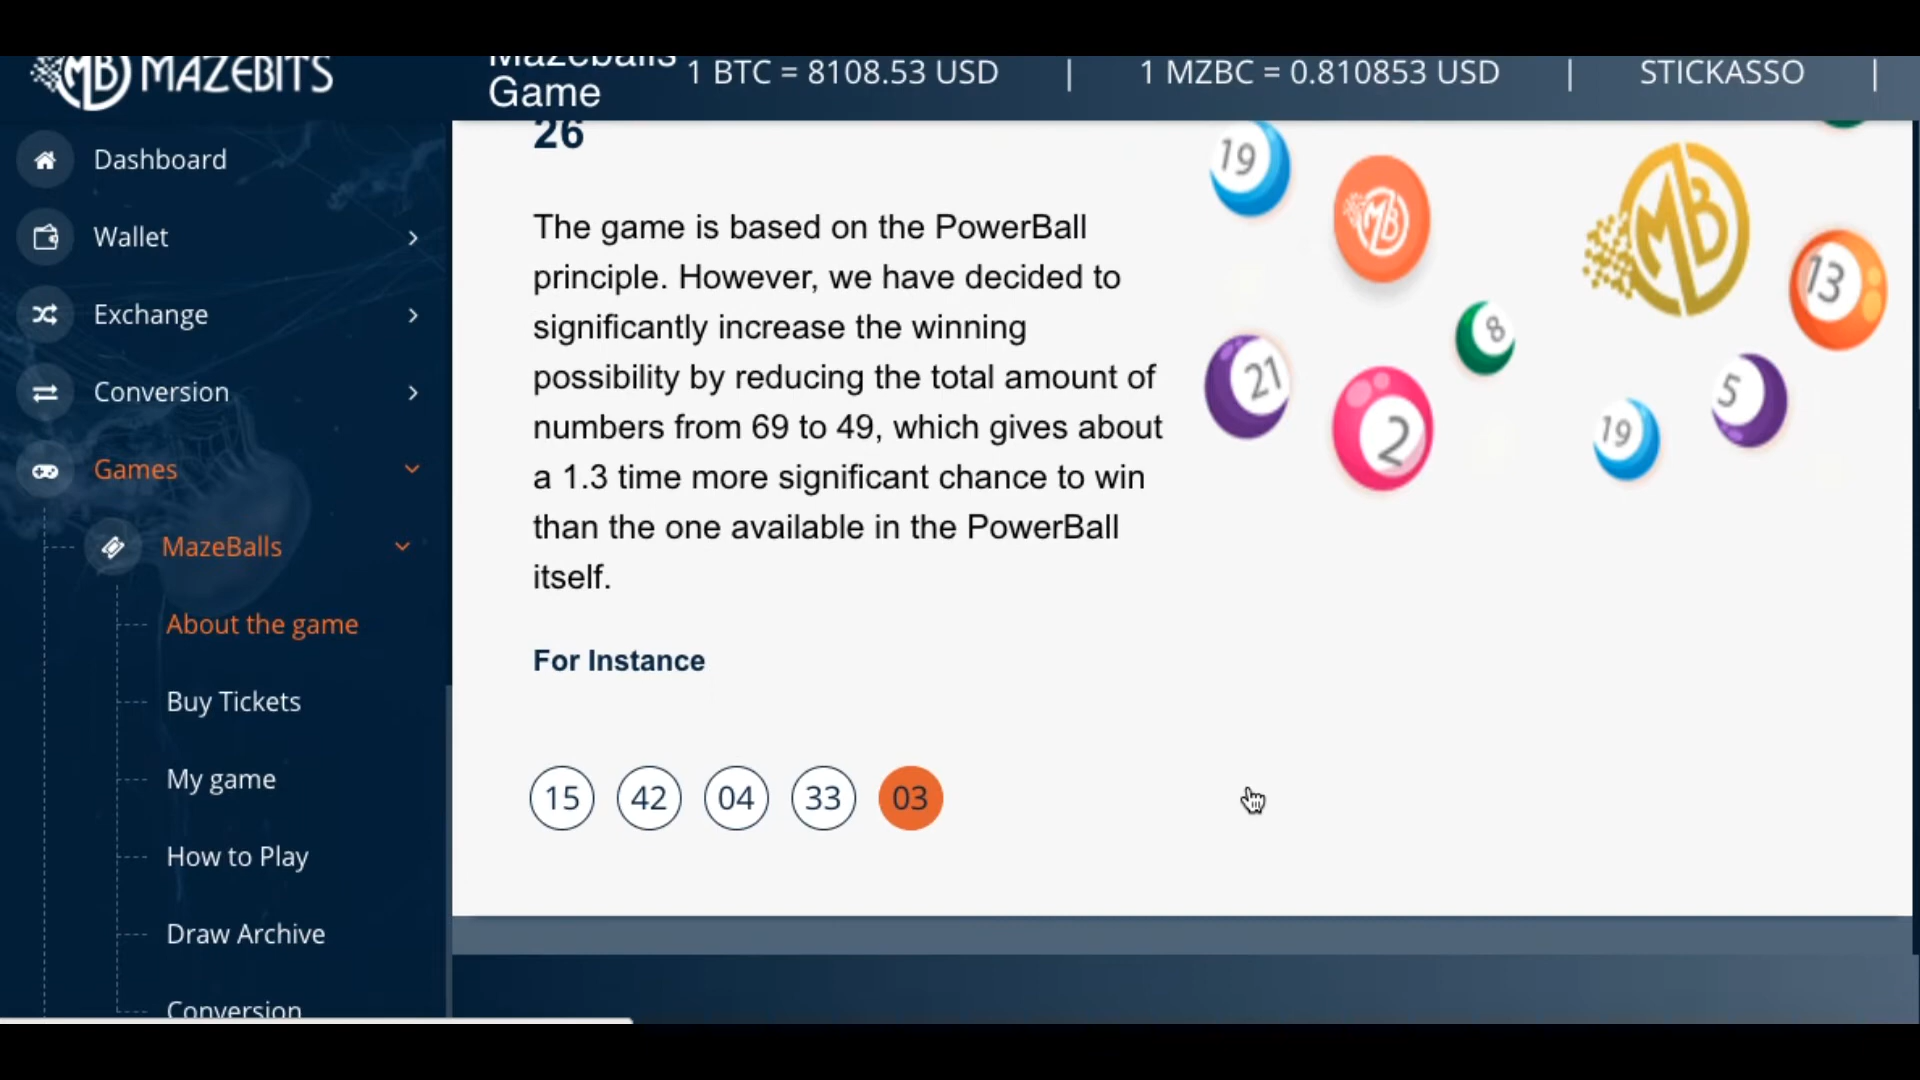 MAZEBITS
Mazeballs
Game
1 BTC = 8108.53 USD | 1 MZBC = 0.810853 USD | STICKASSO |
Dashboard
Wallet
Exchange
Conversion
Games
MazeBalls
About the game
Buy Tickets
My game
How to Play
Draw Archive
Conversion
26
The game is based on the PowerBall
principle. However, we have decided to
significantly increase the winning
possibility by reducing the total amount of
numbers from 69 to 49, which gives about
a 1.3 time more significant chance to win
than the one available in the PowerBall
itself.
For Instance
15 42 04 33 03
19
MB
MB
13
8
21
2
5
19